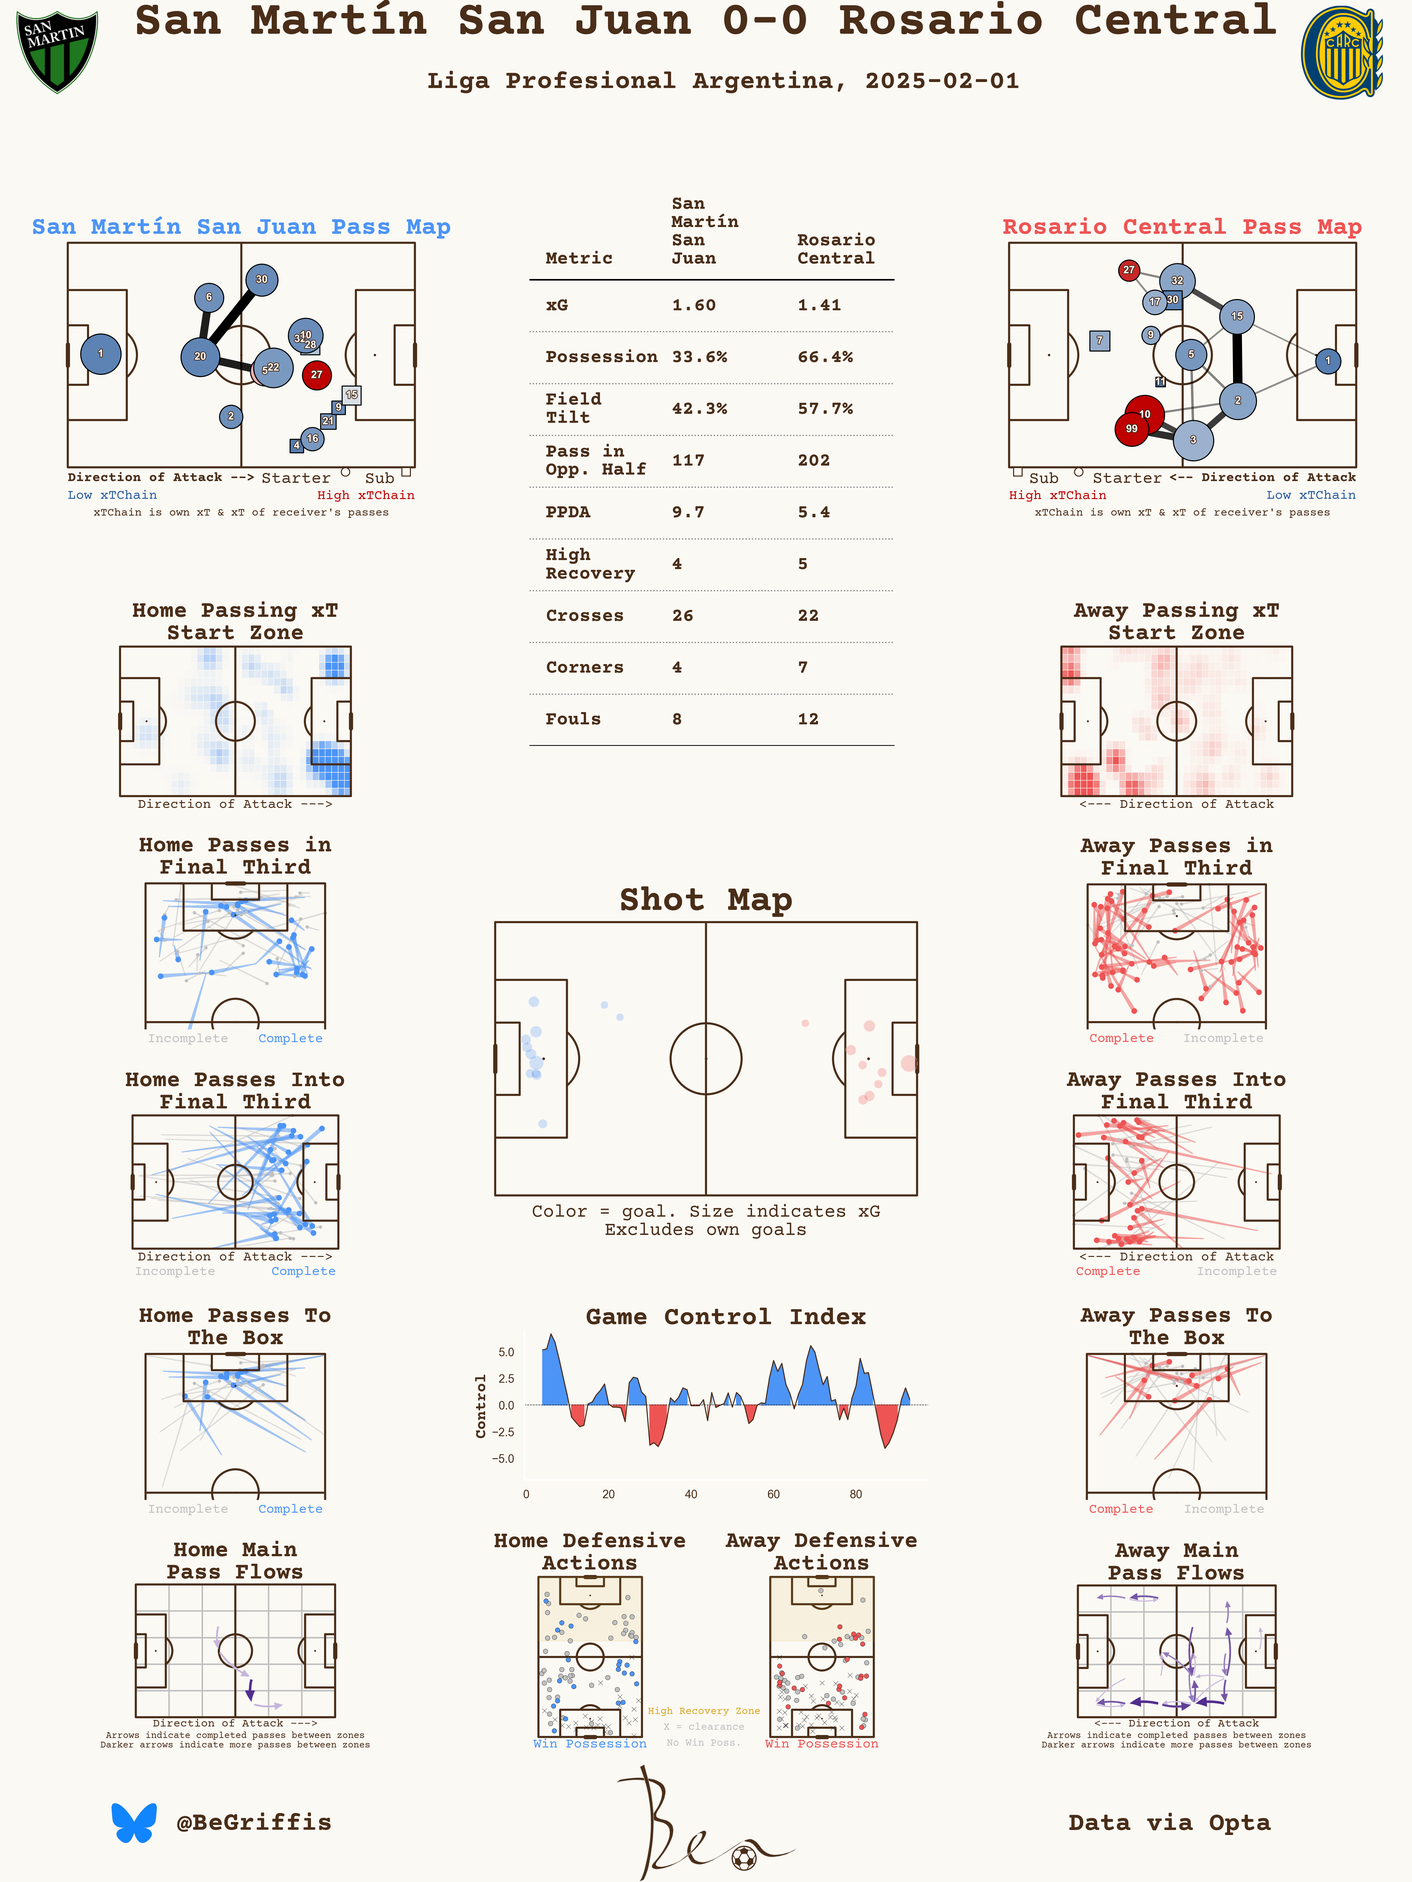 San Martín San Juan 0-0 Rosario Central
Liga Profesional Argentina, 2025-02-01
SAN
MARTIN
CARC
San Martín San Juan Pass Map
1
6
30
20
5
22
10
28
27
15
9
21
2
16
4
Direction of Attack --> Starter Sub
Low xTChain High xTChain
xTChain is own xT & xT of receiver's passes
Metric San Martín San Juan Rosario Central
xG 1.60 1.41
Possession 33.6% 66.4%
Field Tilt 42.3% 57.7%
Pass in Opp. Half 117 202
PPDA 9.7 5.4
High Recovery 4 5
Crosses 26 22
Corners 4 7
Fouls 8 12
Rosario Central Pass Map
27
32
17
30
15
7
9
5
1
11
10
2
99
3
Sub Starter <-- Direction of Attack
High xTChain Low xTChain
xTChain is own xT & xT of receiver's passes
Home Passing xT
Start Zone
Direction of Attack --->
Away Passing xT
Start Zone
<--- Direction of Attack
Home Passes in
Final Third
Incomplete Complete
Away Passes in
Final Third
Complete Incomplete
Shot Map
Color = goal. Size indicates xG
Excludes own goals
Home Passes Into
Final Third
Direction of Attack --->
Incomplete Complete
Away Passes Into
Final Third
<--- Direction of Attack
Complete Incomplete
Home Passes To
The Box
Incomplete Complete
Game Control Index
Control
5.0
2.5
0.0
−2.5
−5.0
0 20 40 60 80
Away Passes To
The Box
Complete Incomplete
Home Main
Pass Flows
Direction of Attack --->
Arrows indicate completed passes between zones
Darker arrows indicate more passes between zones
Home Defensive
Actions
Win Possession
High Recovery Zone
X = clearance
No Win Poss.
Away Defensive
Actions
Win Possession
Away Main
Pass Flows
<--- Direction of Attack
Arrows indicate completed passes between zones
Darker arrows indicate more passes between zones
@BeGriffis
Data via Opta